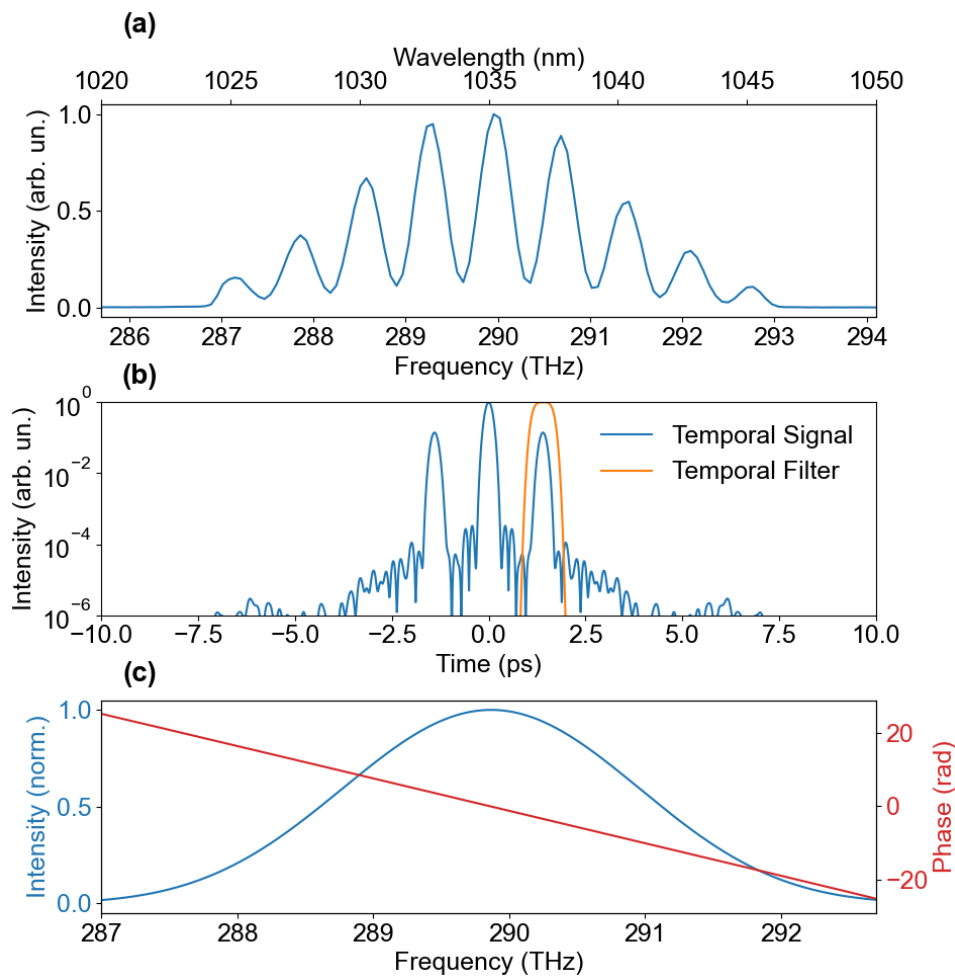 (a)
Wavelength (nm)
1020 1025 1030 1035 1040 1045 1050
Intensity (arb. un.)
1.0
0.5
0.0
286 287 288 289 290 291 292 293 294
Frequency (THz)
(b)
Intensity (arb. un.)
10^0
10^−2
10^−4
10^−6
Temporal Signal
Temporal Filter
−10.0 −7.5 −5.0 −2.5 0.0 2.5 5.0 7.5 10.0
Time (ps)
(c)
Intensity (norm.)
1.0
0.5
0.0
20
0
−20
Phase (rad)
287 288 289 290 291 292
Frequency (THz)